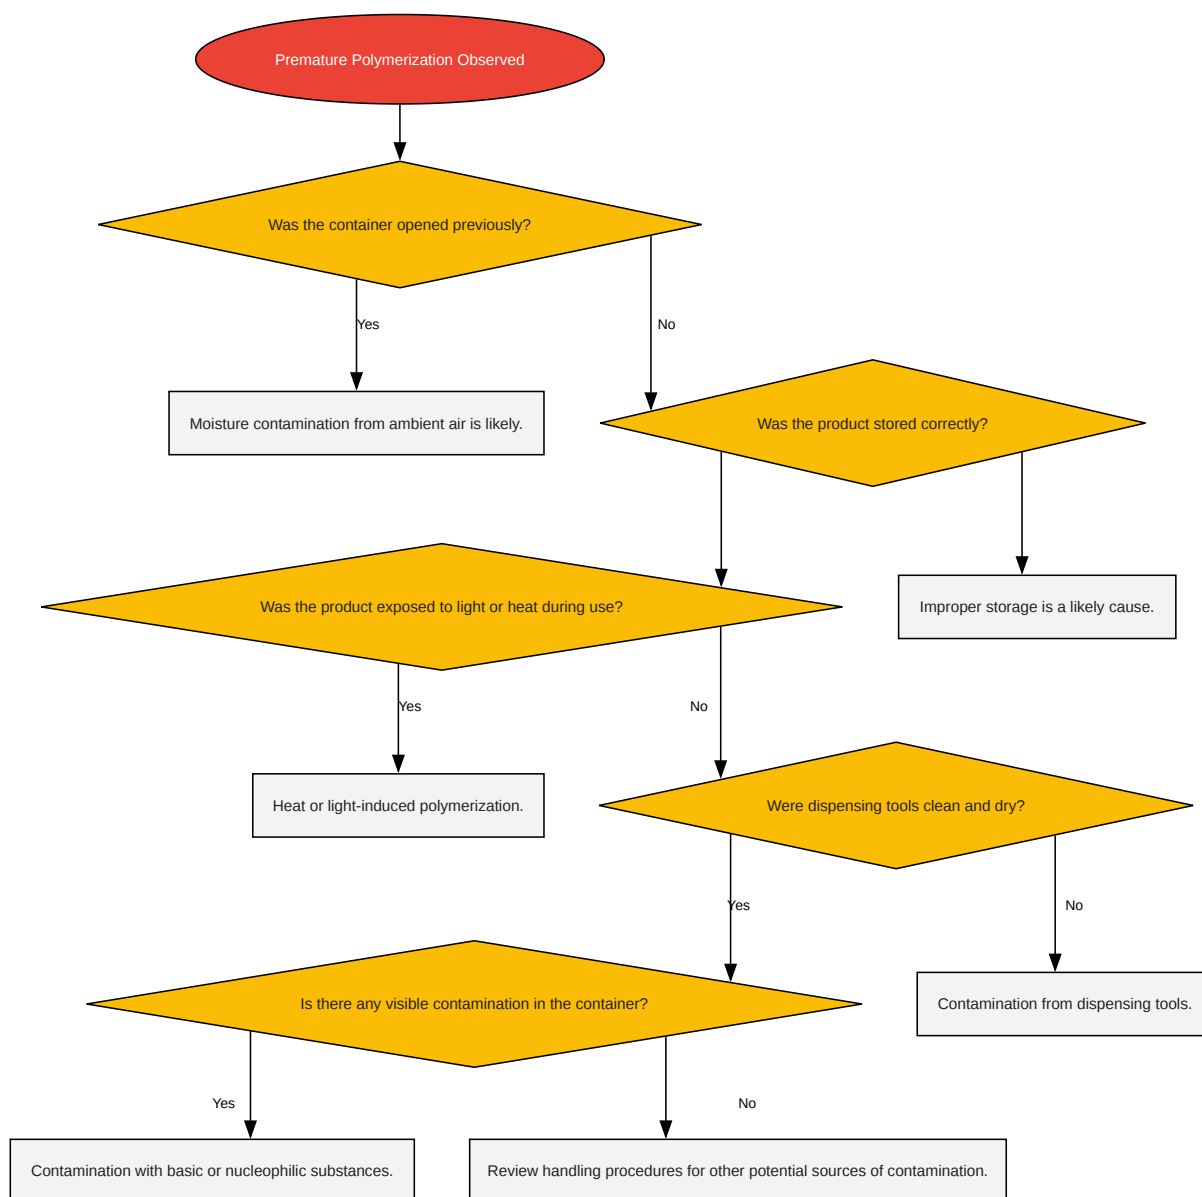 Premature Polymerization Observed
Was the container opened previously?
Yes
No
Moisture contamination from ambient air is likely.
Was the product stored correctly?
Was the product exposed to light or heat during use?
Improper storage is a likely cause.
Yes
No
Heat or light-induced polymerization.
Were dispensing tools clean and dry?
Yes
No
Is there any visible contamination in the container?
Contamination from dispensing tools.
Yes
No
Contamination with basic or nucleophilic substances.
Review handling procedures for other potential sources of contamination.